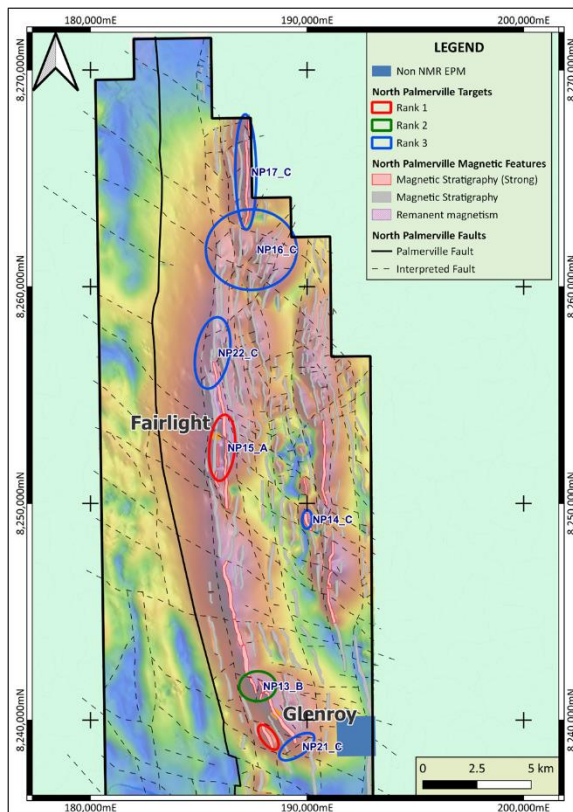 180,000mE
190,000mE
200,000mE
8,270,000mN
8,270,000mN
LEGEND
Non NMR EPM
North Palmerville Targets
Rank 1
Rank 2
Rank 3
North Palmerville Magnetic Features
Magnetic Stratigraphy (Strong)
Magnetic Stratigraphy
Remanent magnetism
North Palmerville Faults
Palmerville Fault
Interpreted Fault
NP17_C
NP16_C
8,260,000mN
8,260,000mN
NP22_C
Fairlight
NP15_A
8,250,000mN
8,250,000mN
NP14_C
NP13_B
Glenroy
8,240,000mN
8,240,000mN
NP21_C
0 2.5 5 km
180,000mE
190,000mE
200,000mE